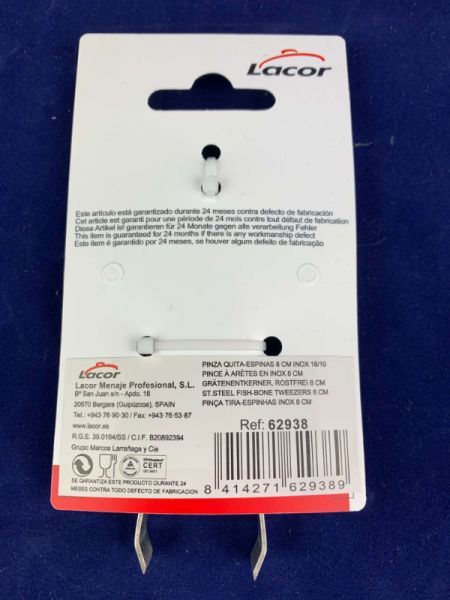 Lacor
Este artículo está garantizado durante 24 meses contra defecto de fabricación
Cet article est garanti pour une période de 24 mois contre tout défaut de fabrication
Diese Artikel ist garantieren für 24 Monate gegen alle verarbeitung Fehler.
This item is guaranteed for 24 months if there is any workmanship defect
Este item é garantido por 24 meses, se houver algum defeito de fabricação
Lacor
Lacor Menaje Profesional, S.L.
Bº San Juan s/n - Apdo. 18
20570 Bergara (Guipúzcoa), SPAIN
Tel.: +943 76 90 30 / Fax: +943-76-53-87
www.lacor.es
R.G.S. 39.0184/SS / C.I.F. B20892394
Grupo Marcos Larrañaga y Cia
CERT
SE GARANTIZA ESTE PRODUCTO DURANTE 24
MESES CONTRA TODO DEFECTO DE FABRICACION
PINZA QUITA-ESPINAS 8 CM INOX 18/10
PINCE À ARÊTES EN INOX 8 CM
GRÄTENENTKERNER, ROSTFREI 8 CM
ST.STEEL FISH-BONE TWEEZERS 8 CM
PINÇA TIRA-ESPINHAS INOX 8 CM
Ref: 62938
8 414271 629389